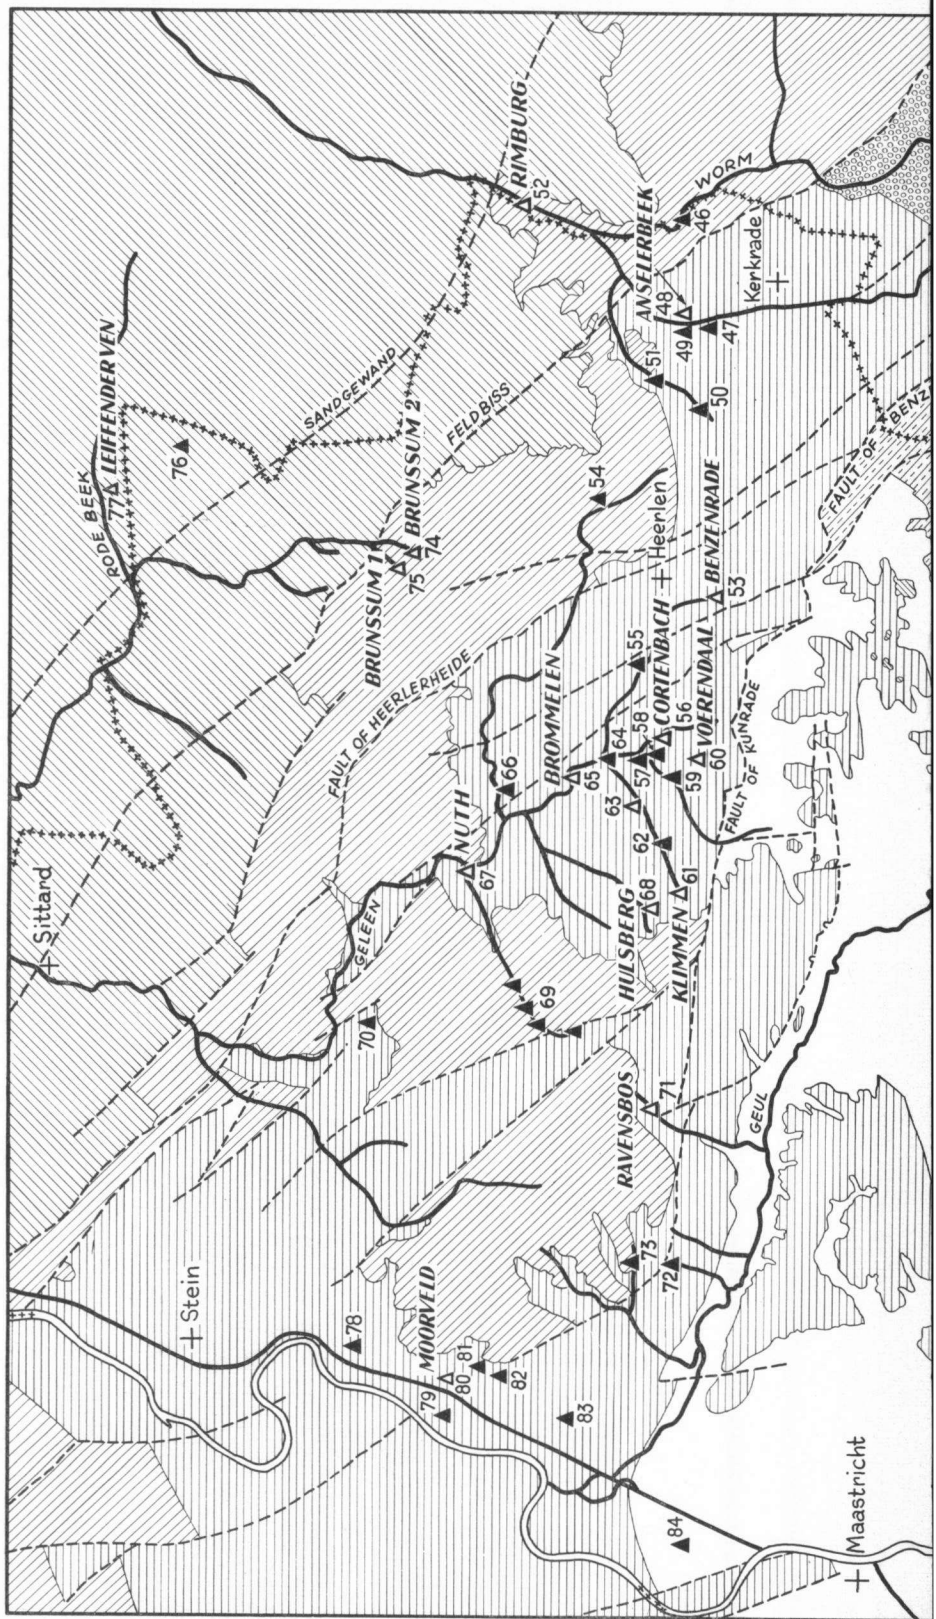 Sittard
Stein
Maastricht
Heerlen
Kerkrade
RODE BEEK
77 LEIFFENDERVEN
76
SANDGEWAND
FELDBISS
BRUNSSUM 1
75
BRUNSSUM 2
74
RIMBURG
52
WORM
46
ANSELERBEEK
48
49
47
51
50
54
FAULT OF BENZ
BENZENRADE
53
FAULT OF HEERLERHEIDE
55
CORTENBACH
56
58
57
64
VOERENDAAL
60
59
FAULT OF KUNRADE
BROMMELEN
65
63
62
66
NUTH
67
61
KLIMMEN
68
HULSBERG
GELEEN
69
70
RAVENSBOS
71
GEUL
73
72
78
MOORVELD
79
80
81
82
83
84